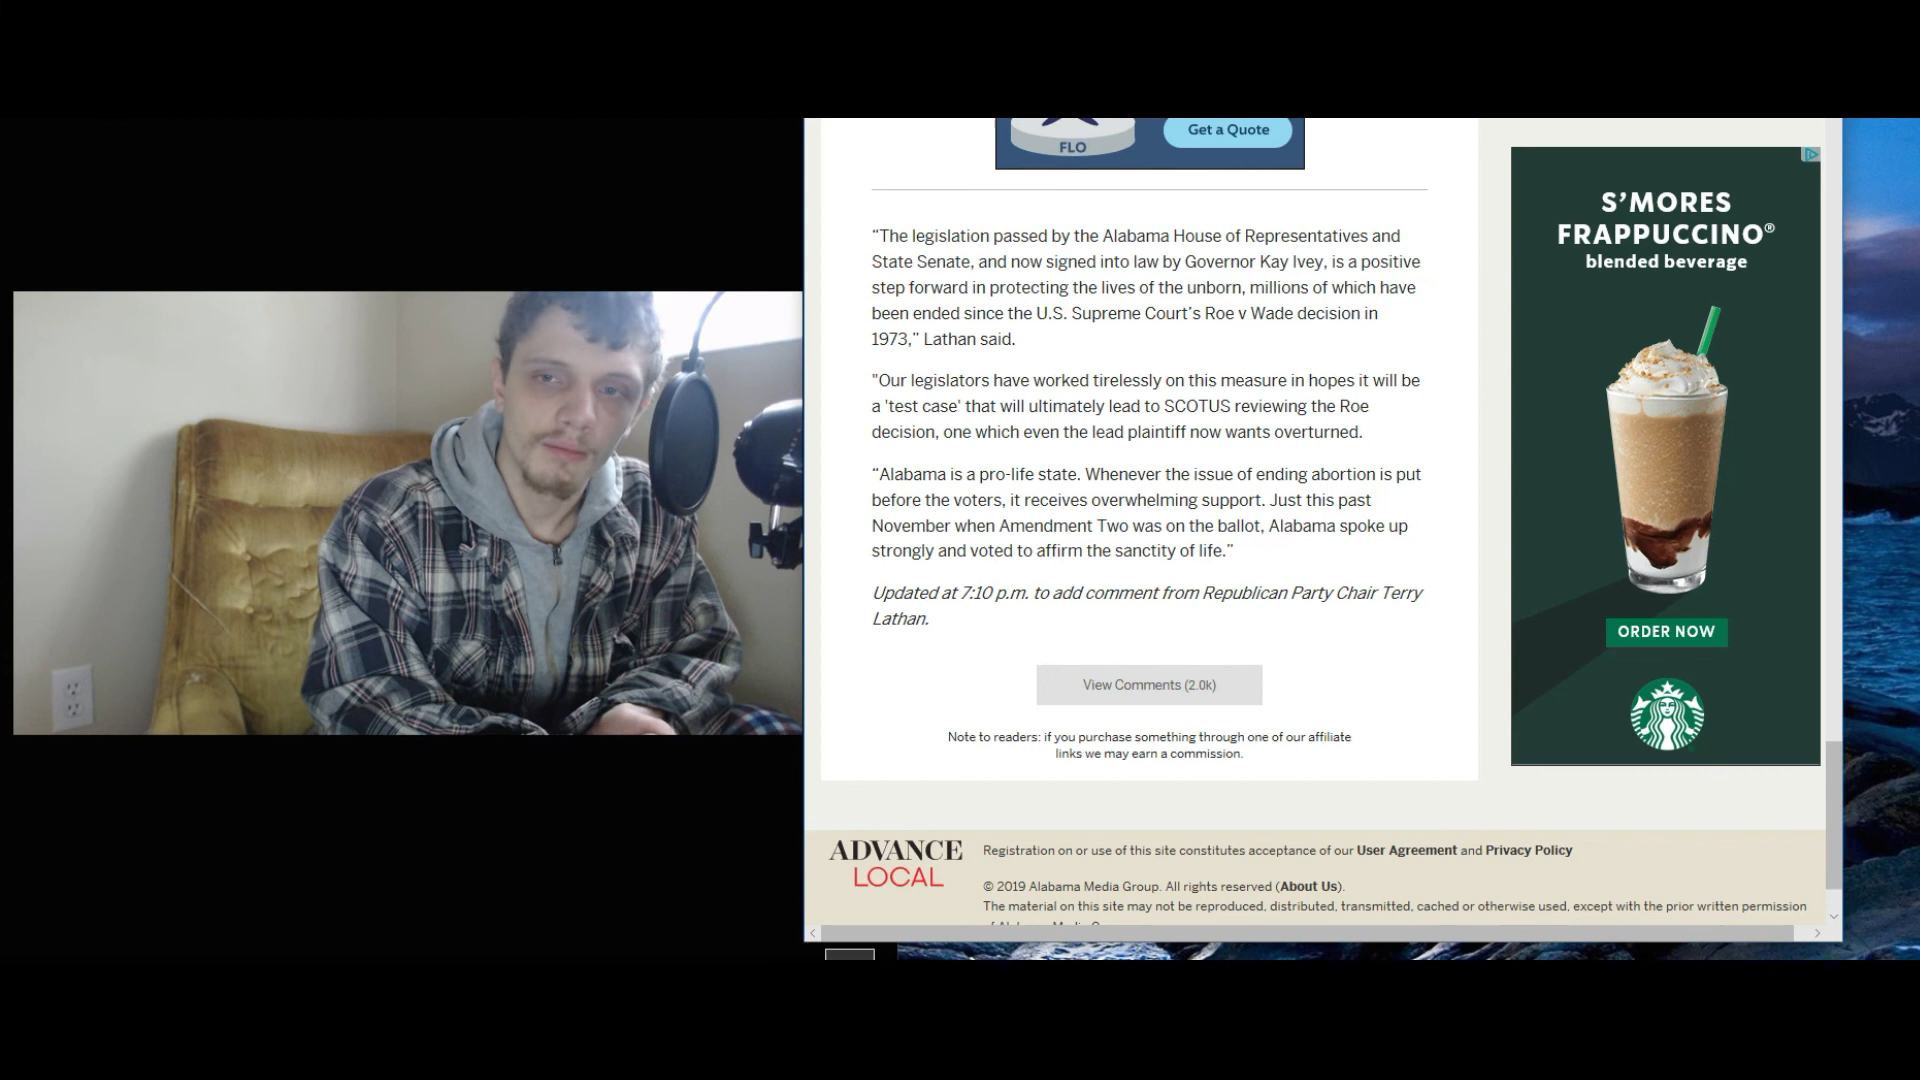 FLO
Get a Quote
“The legislation passed by the Alabama House of Representatives and
State Senate, and now signed into law by Governor Kay Ivey, is a positive
step forward in protecting the lives of the unborn, millions of which have
been ended since the U.S. Supreme Court’s Roe v Wade decision in
1973,” Lathan said.
"Our legislators have worked tirelessly on this measure in hopes it will be
a 'test case' that will ultimately lead to SCOTUS reviewing the Roe
decision, one which even the lead plaintiff now wants overturned.
“Alabama is a pro-life state. Whenever the issue of ending abortion is put
before the voters, it receives overwhelming support. Just this past
November when Amendment Two was on the ballot, Alabama spoke up
strongly and voted to affirm the sanctity of life.”
Updated at 7:10 p.m. to add comment from Republican Party Chair Terry
Lathan.
View Comments (2.0k)
Note to readers: if you purchase something through one of our affiliate
links we may earn a commission.
S’MORES
FRAPPUCCINO®
blended beverage
ORDER NOW
ADVANCE
LOCAL
Registration on or use of this site constitutes acceptance of our User Agreement and Privacy Policy
© 2019 Alabama Media Group. All rights reserved (About Us).
The material on this site may not be reproduced, distributed, transmitted, cached or otherwise used, except with the prior written permission